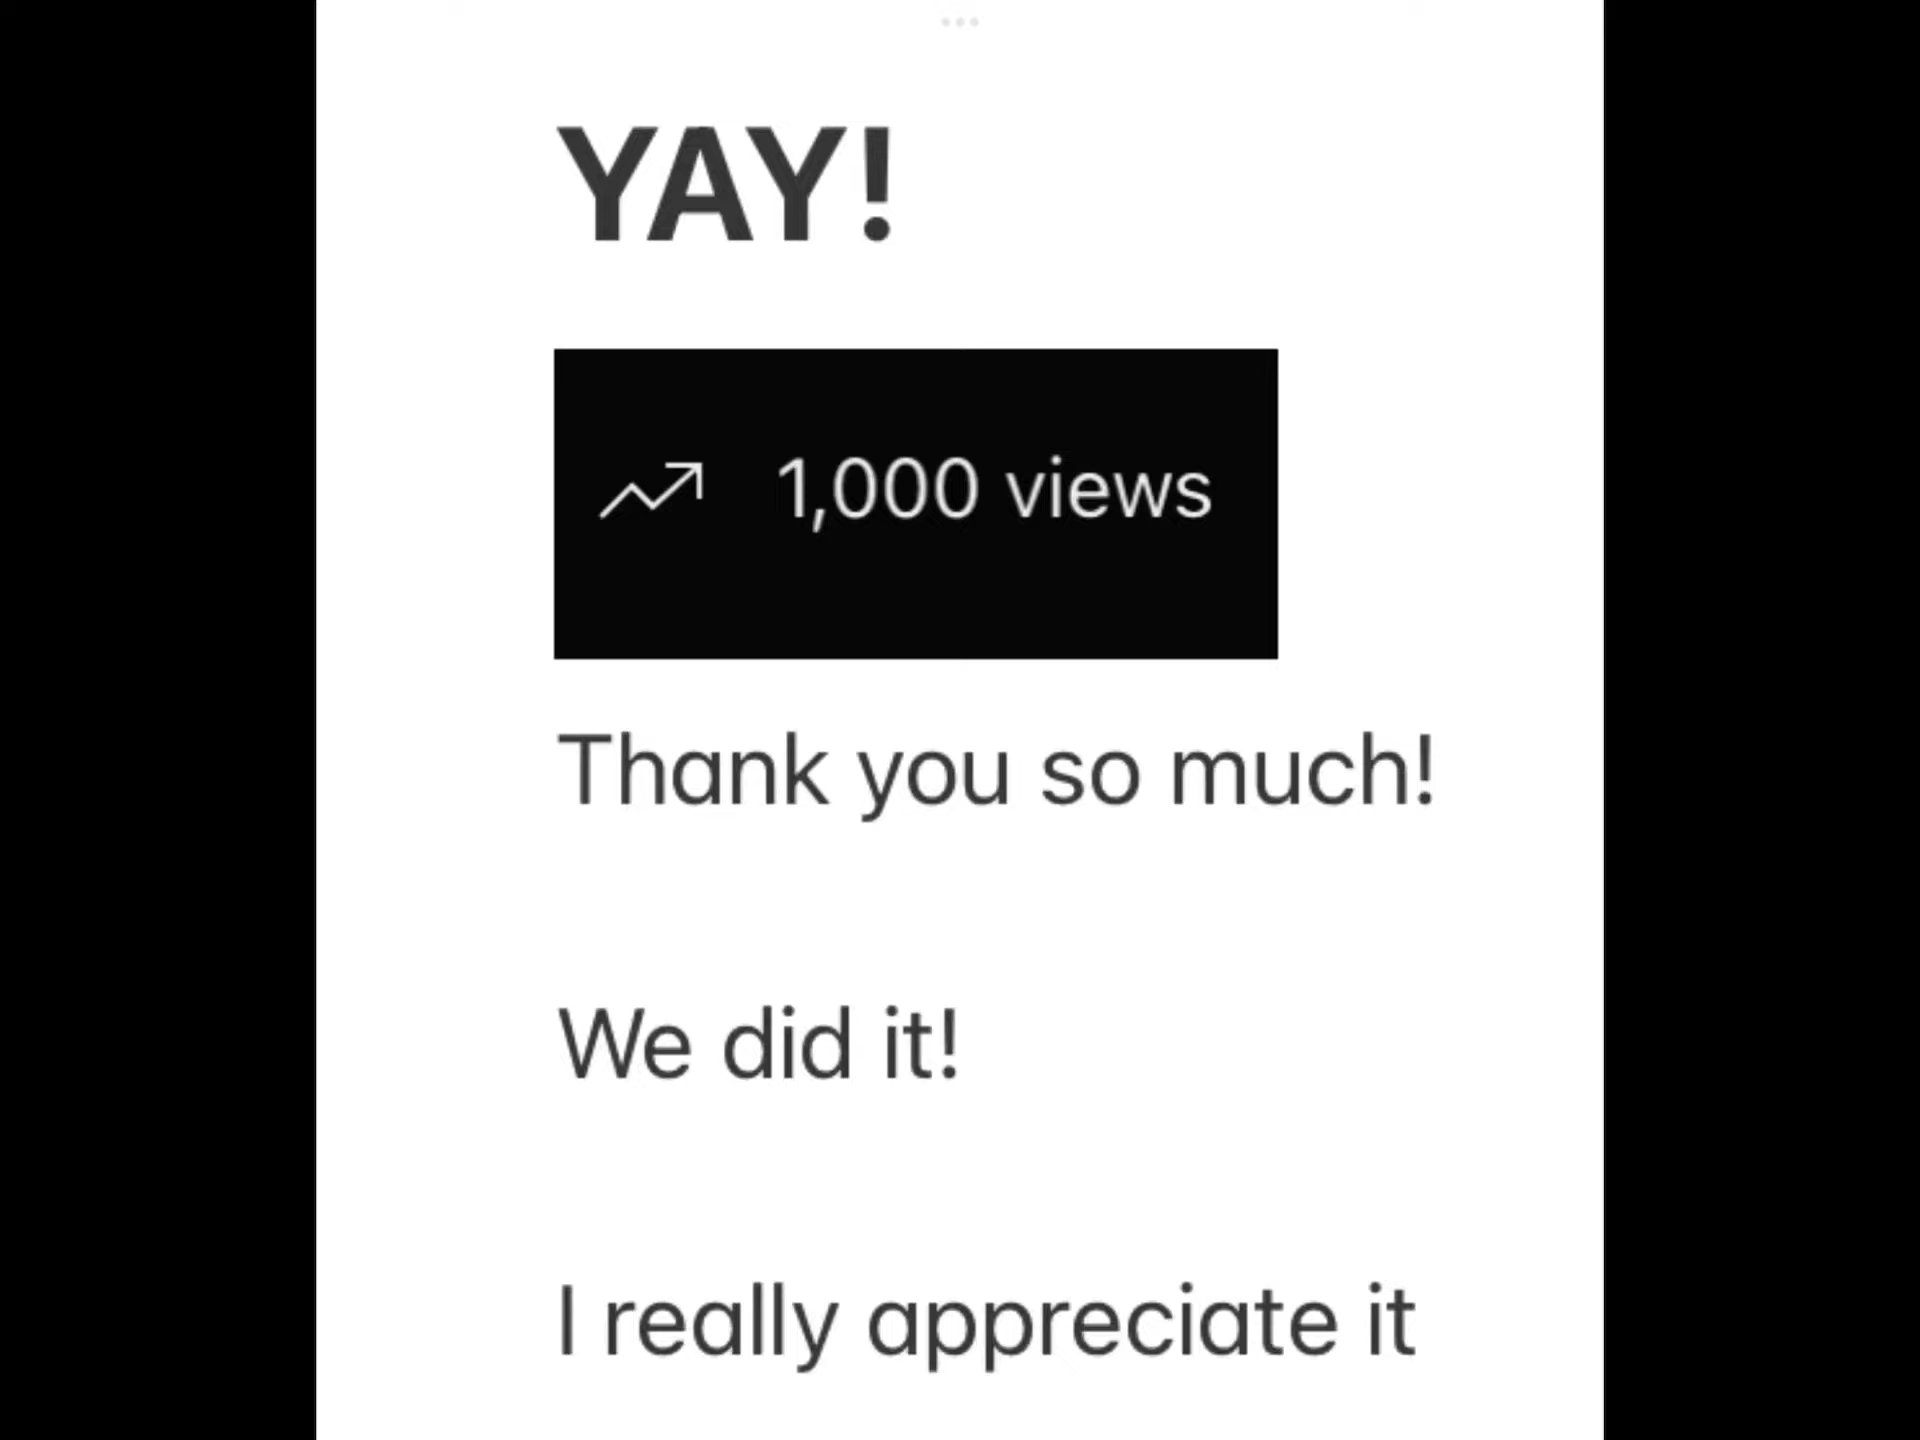 YAY!
1,000 views
Thank you so much!
We did it!
I really appreciate it